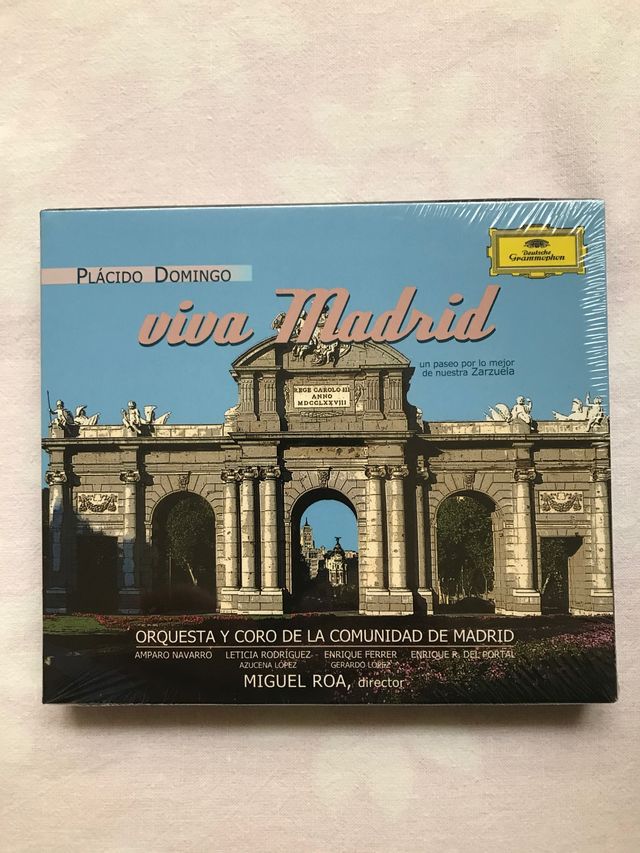 Deutsche
Grammophon
PLÁCIDO DOMINGO
viva Madrid
un paseo por lo mejor
de nuestra Zarzuela
REGE CAROLO III
ANNO
MDCCLXXVIII
ORQUESTA Y CORO DE LA COMUNIDAD DE MADRID
AMPARO NAVARRO LETICIA RODRÍGUEZ ENRIQUE FERRER ENRIQUE R. DEL PORTAL
AZUCENA LÓPEZ GERARDO LÓPEZ
MIGUEL ROA, director